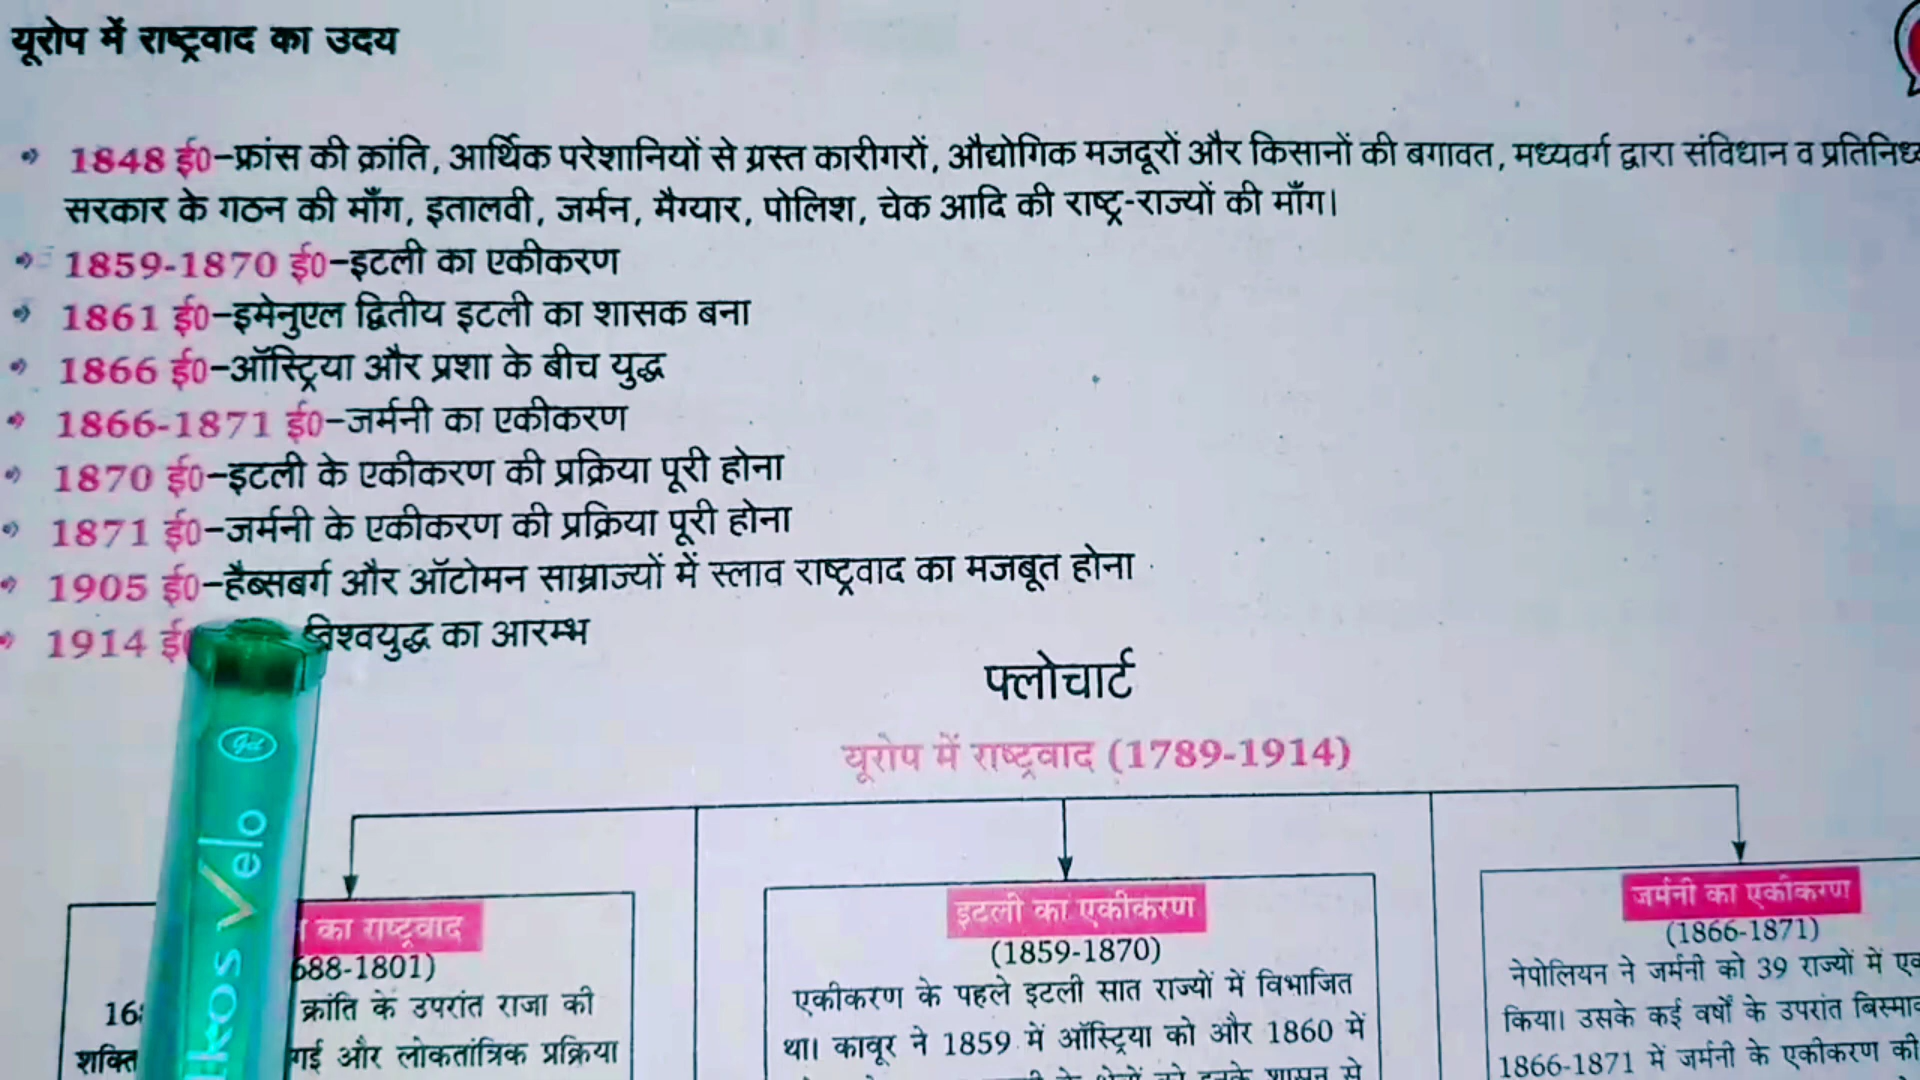 यूरोप में राष्ट्रवाद का उदय
1848 ई0-फ्रांस की क्रांति, आर्थिक परेशानियों से ग्रस्त कारीगरों, औद्योगिक मजदूरों और किसानों की बगावत, मध्यवर्ग द्वारा संविधान व
सरकार के गठन की माँग, इतालवी, जर्मन, मैग्यार, पोलिश, चेक आदि की राष्ट्र-राज्यों की माँग।
1859-1870 ई0-इटली का एकीकरण
1861 ई0-इमेनुएल द्वितीय इटली का शासक बना
1866 ई0-ऑस्ट्रिया और प्रशा के बीच युद्ध
1866-1871 ई0-जर्मनी का एकीकरण
1870 ई0-इटली के एकीकरण की प्रक्रिया पूरी होना
1871 ई0-जर्मनी के एकीकरण की प्रक्रिया पूरी होना
1905 ई0-हैब्सबर्ग और ऑटोमन साम्राज्यों में स्लाव राष्ट्रवाद का मजबूत होना
1914 ई0 विश्वयुद्ध का आरम्भ
फ्लोचार्ट
यूरोप में राष्ट्रवाद (1789-1914)
का राष्ट्रवाद
688-1801)
क्रांति के उपरांत राजा की
शक्ति गई और लोकतांत्रिक प्रक्रिया
इटली का एकीकरण
(1859-1870)
एकीकरण के पहले इटली सात राज्यों में विभाजित
था। कावूर ने 1859 में ऑस्ट्रिया को और 1860 में
जर्मनी का एकीकरण
(1866-1871)
नेपोलियन ने जर्मनी को 39 राज्यों में
किया। उसके कई वर्षों के उपरांत
1866-1871 में जर्मनी के एकीकरण की
Velo